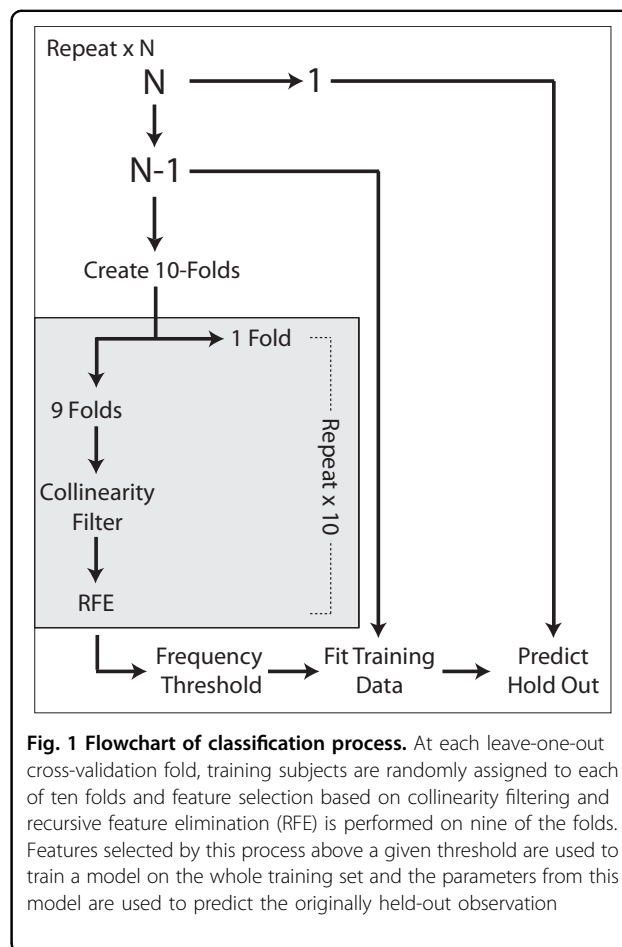 Repeat x N
N
1
N-1
Create 10-Folds
1 Fold
9 Folds
Repeat x 10
Collinearity
Filter
RFE
Frequency
Threshold
Fit Training
Data
Predict
Hold Out
Fig. 1 Flowchart of classification process. At each leave-one-out
cross-validation fold, training subjects are randomly assigned to each
of ten folds and feature selection based on collinearity filtering and
recursive feature elimination (RFE) is performed on nine of the folds.
Features selected by this process above a given threshold are used to
train a model on the whole training set and the parameters from this
model are used to predict the originally held-out observation